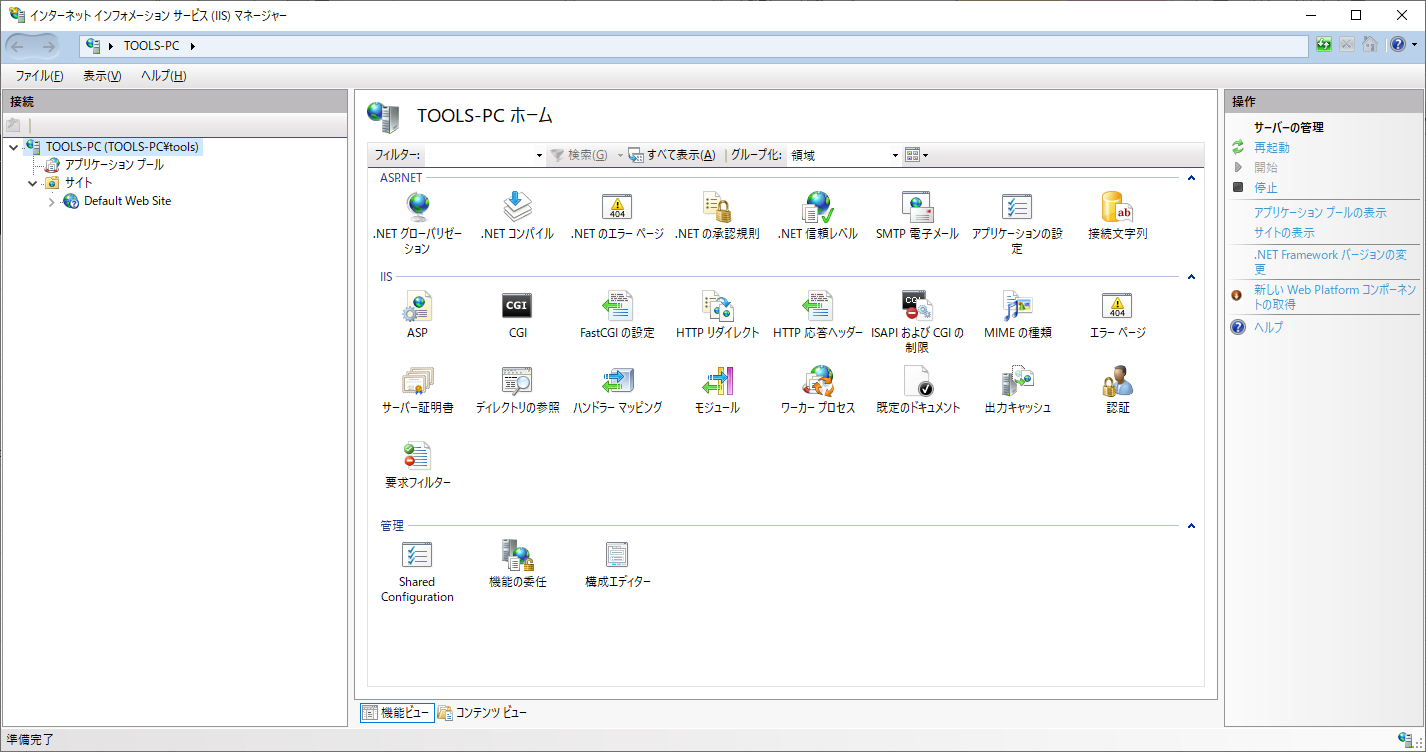 インターネット インフォメーション サービス (IIS) マネージャー
TOOLS-PC
ファイル(F) 表示(V) ヘルプ(H)
接続
TOOLS-PC (TOOLS-PC¥tools)
アプリケーション プール
サイト
Default Web Site
TOOLS-PC ホーム
フィルター: 検索(G) すべて表示(A) グループ化: 領域
ASP.NET
.NET グローバリゼー
ション
.NET コンパイル
404
.NET のエラー ページ
.NET の承認規則
.NET 信頼レベル
SMTP 電子メール
アプリケーションの設
定
ab
接続文字列
IIS
ASP
CGI
CGI
FastCGI の設定
HTTP リダイレクト
HTTP 応答ヘッダー
CGI
ISAPI および CGI の
制限
MIME の種類
404
エラー ページ
サーバー証明書
ディレクトリの参照
ハンドラー マッピング
モジュール
ワーカー プロセス
既定のドキュメント
出力キャッシュ
認証
要求フィルター
管理
Shared
Configuration
機能の委任
構成エディター
機能ビュー コンテンツ ビュー
操作
サーバーの管理
再起動
開始
停止
アプリケーション プールの表示
サイトの表示
.NET Framework バージョンの変
更
新しい Web Platform コンポーネン
トの取得
ヘルプ
準備完了